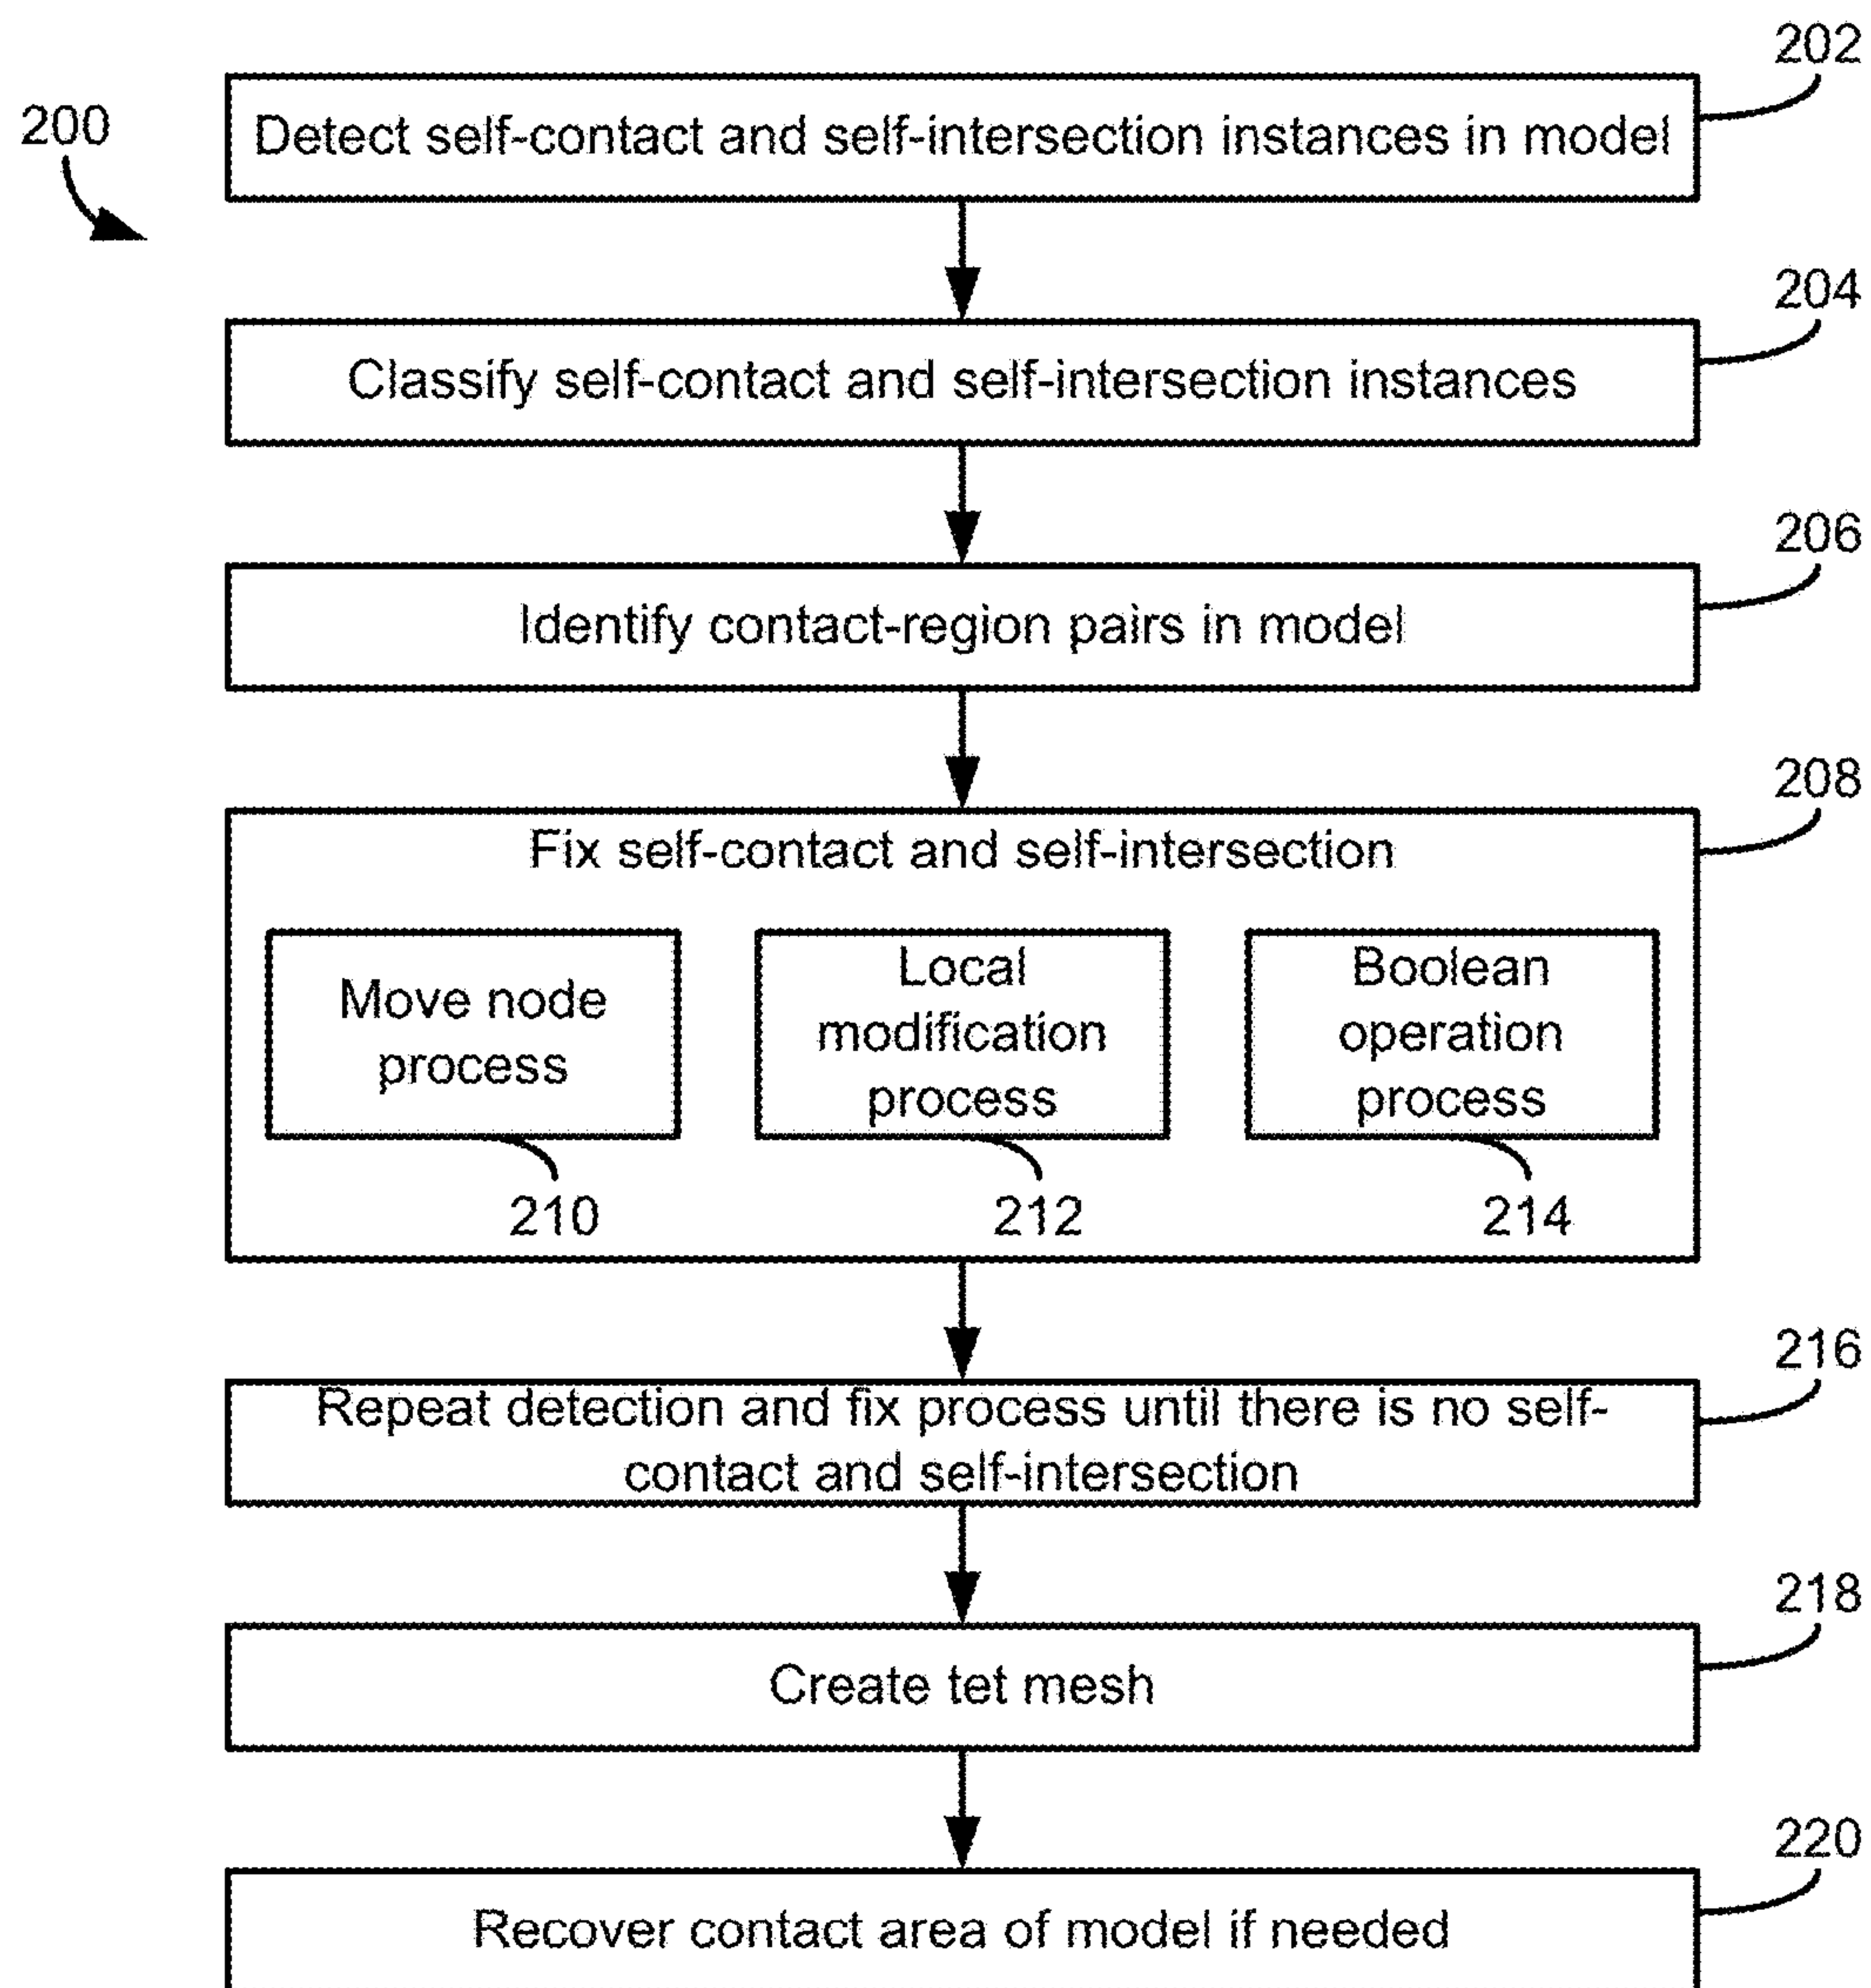 202
200
Detect self-contact and self-intersection instances in model
204
Classify self-contact and self-intersection instances
206
Identify contact-region pairs in model
208
Fix self-contact and self-intersection
Move node
process
Local
modification
process
Boolean
operation
process
210
212
214
216
Repeat detection and fix process until there is no self-
contact and self-intersection
218
Create tet mesh
220
Recover contact area of model if needed